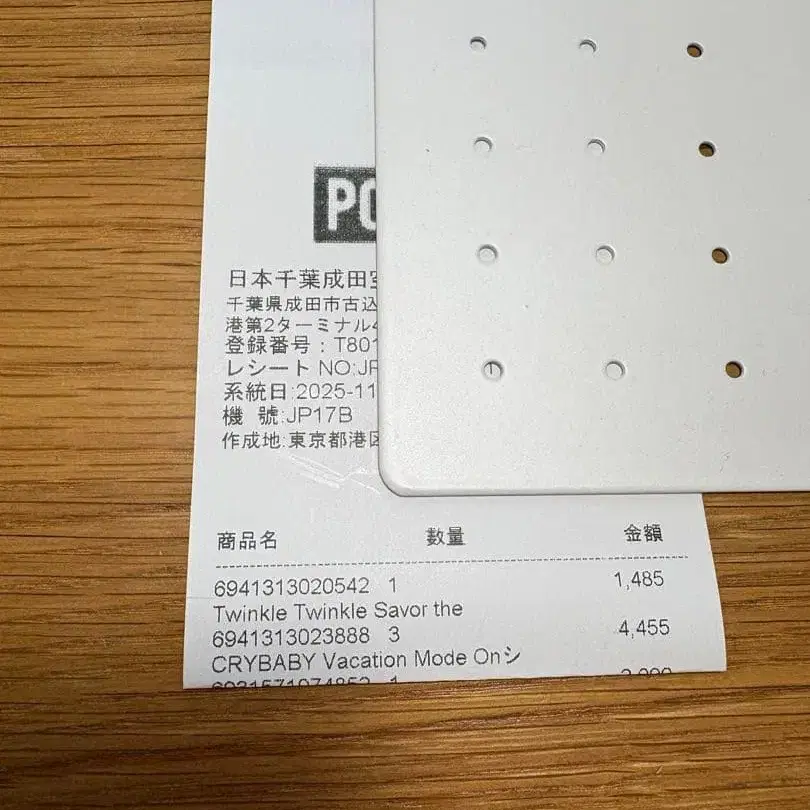 PO
日本千葉成田空
千葉県成田市古込
港第2ターミナル4
登録番号：T801
レシート NO:JP
系統日:2025-11
機 號:JP17B
作成地:東京都港区
商品名 数量 金額
6941313020542 1 1,485
Twinkle Twinkle Savor the
6941313023888 3 4,455
CRYBABY Vacation Mode Onシ
6931571074852 1